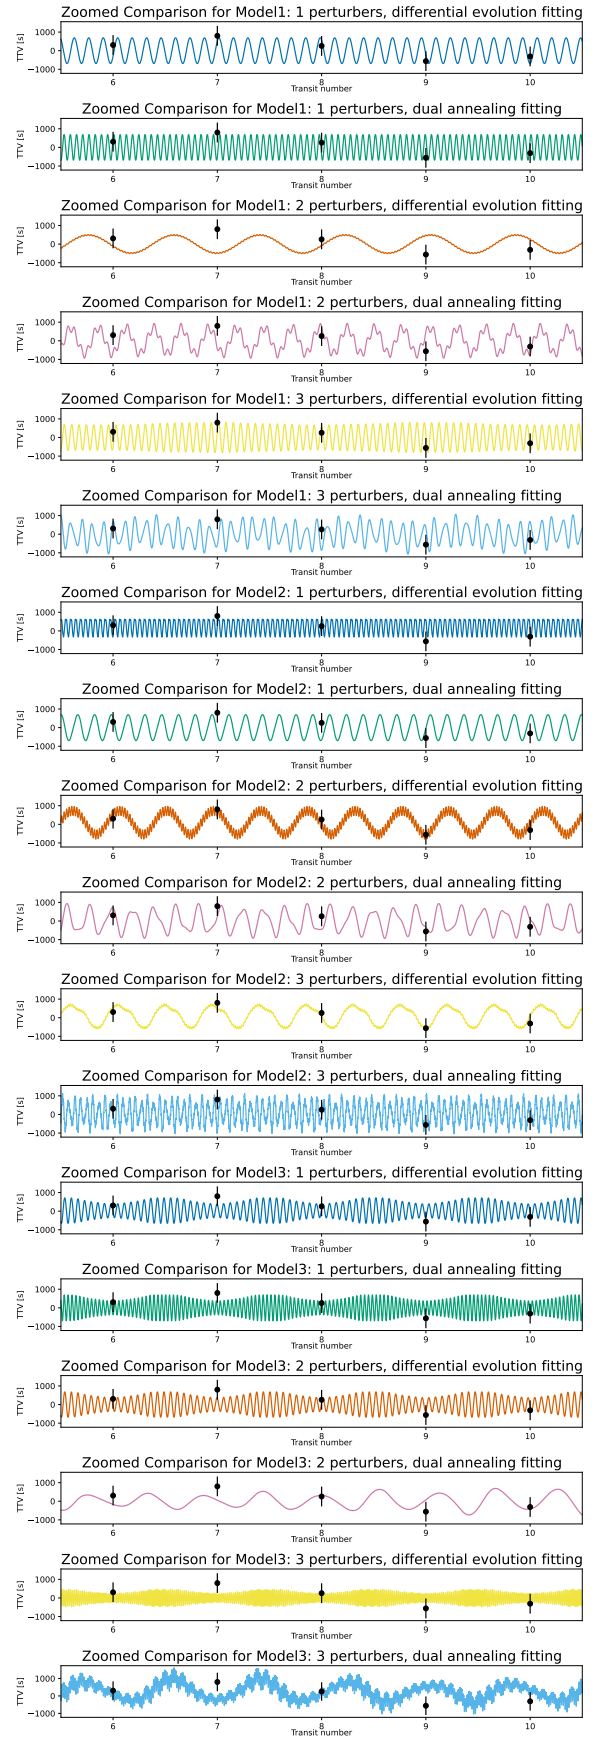 Zoomed Comparison for Model1: 1 perturbers, differential evolution fitting
TTV [s]
1000
0
−1000
6 7 8 9 10
Transit number
Zoomed Comparison for Model1: 1 perturbers, dual annealing fitting
TTV [s]
1000
0
−1000
6 7 8 9 10
Transit number
Zoomed Comparison for Model1: 2 perturbers, differential evolution fitting
TTV [s]
1000
0
−1000
6 7 8 9 10
Transit number
Zoomed Comparison for Model1: 2 perturbers, dual annealing fitting
TTV [s]
1000
0
−1000
6 7 8 9 10
Transit number
Zoomed Comparison for Model1: 3 perturbers, differential evolution fitting
TTV [s]
1000
0
−1000
6 7 8 9 10
Transit number
Zoomed Comparison for Model1: 3 perturbers, dual annealing fitting
TTV [s]
1000
0
−1000
6 7 8 9 10
Transit number
Zoomed Comparison for Model2: 1 perturbers, differential evolution fitting
TTV [s]
1000
0
−1000
6 7 8 9 10
Transit number
Zoomed Comparison for Model2: 1 perturbers, dual annealing fitting
TTV [s]
1000
0
−1000
6 7 8 9 10
Transit number
Zoomed Comparison for Model2: 2 perturbers, differential evolution fitting
TTV [s]
1000
0
−1000
6 7 8 9 10
Transit number
Zoomed Comparison for Model2: 2 perturbers, dual annealing fitting
TTV [s]
1000
0
−1000
6 7 8 9 10
Transit number
Zoomed Comparison for Model2: 3 perturbers, differential evolution fitting
TTV [s]
1000
0
−1000
6 7 8 9 10
Transit number
Zoomed Comparison for Model2: 3 perturbers, dual annealing fitting
TTV [s]
1000
0
−1000
6 7 8 9 10
Transit number
Zoomed Comparison for Model3: 1 perturbers, differential evolution fitting
TTV [s]
1000
0
−1000
6 7 8 9 10
Transit number
Zoomed Comparison for Model3: 1 perturbers, dual annealing fitting
TTV [s]
1000
0
−1000
6 7 8 9 10
Transit number
Zoomed Comparison for Model3: 2 perturbers, differential evolution fitting
TTV [s]
1000
0
−1000
6 7 8 9 10
Transit number
Zoomed Comparison for Model3: 2 perturbers, dual annealing fitting
TTV [s]
1000
0
−1000
6 7 8 9 10
Transit number
Zoomed Comparison for Model3: 3 perturbers, differential evolution fitting
TTV [s]
1000
0
−1000
6 7 8 9 10
Transit number
Zoomed Comparison for Model3: 3 perturbers, dual annealing fitting
TTV [s]
1000
0
−1000
6 7 8 9 10
Transit number